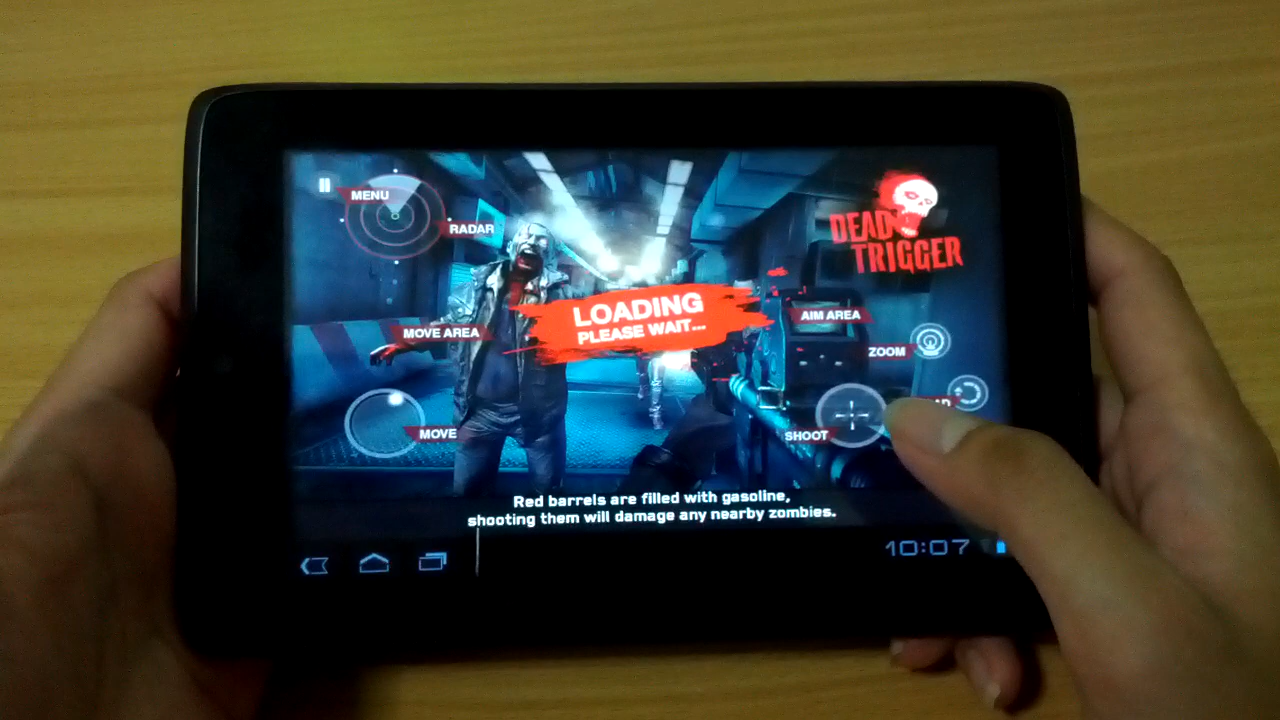 MENU
RADAR
DEAD
TRIGGER
LOADING
PLEASE WAIT...
MOVE AREA
AIM AREA
ZOOM
MOVE
SHOOT
Red barrels are filled with gasoline,
shooting them will damage any nearby zombies.
10:07